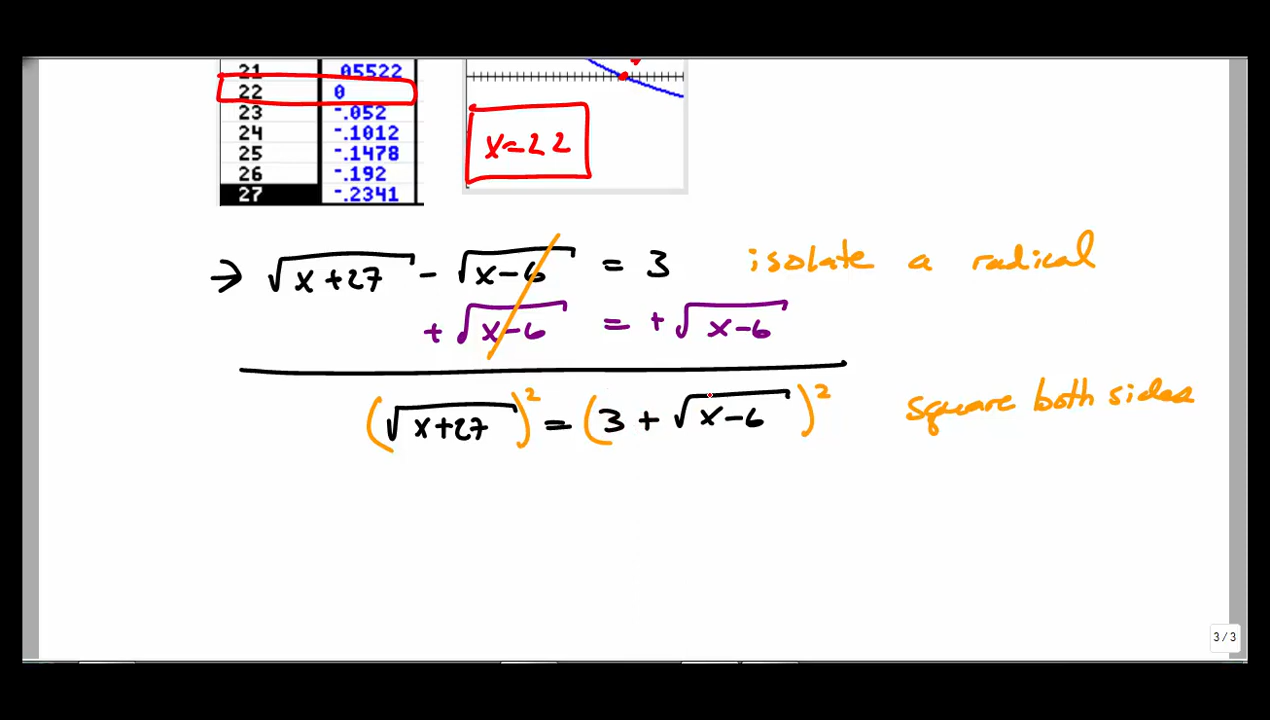 21 .05522
22 0
23 -.052
24 -.1012
25 -.1478
26 -.192
27 -.2341
x=22
→ √(x+27) - √(x-6) = 3 isolate a radical
+ √(x-6) = + √(x-6)
(√(x+27))² = (3 + √(x-6))² square both sides
3 / 3